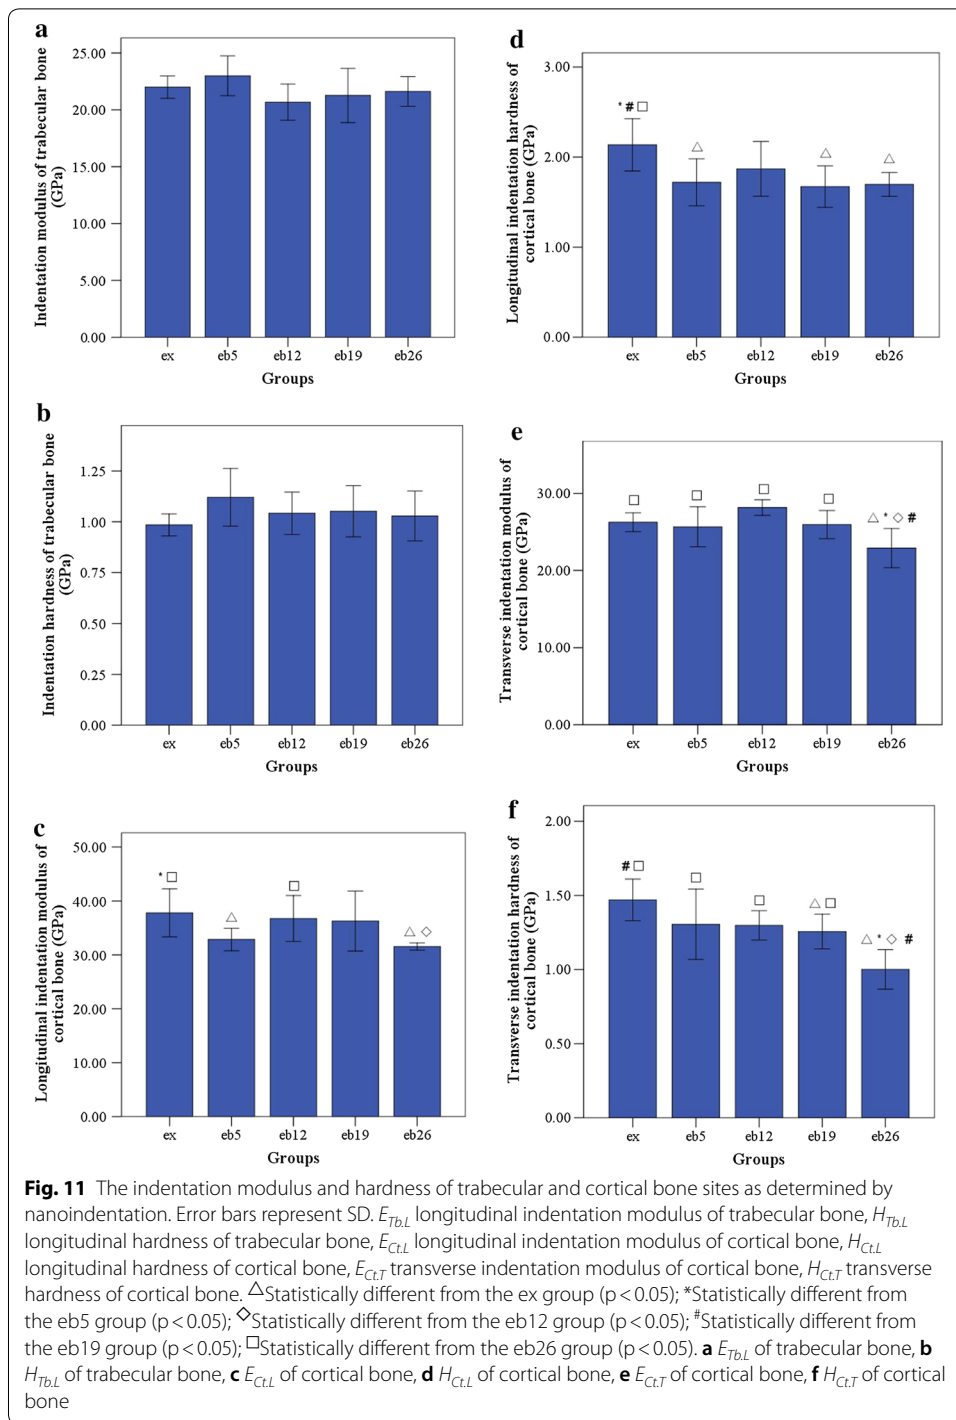 a
Indentation modulus of trabecular bone
(GPa)
25.00
20.00
15.00
10.00
5.00
0.00
ex eb5 eb12 eb19 eb26
Groups
b
Indentation hardness of trabecular bone
(GPa)
1.25
1.00
0.75
0.50
0.25
0.00
ex eb5 eb12 eb19 eb26
Groups
c
Longitudinal indentation modulus of
cortical bone (GPa)
50.00
40.00
30.00
20.00
10.00
0.00
* □
△
□
△ ◇
ex eb5 eb12 eb19 eb26
Groups
d
Longitudinal indentation hardness of
cortical bone (GPa)
3.00
2.00
1.00
0.00
* # □
△
△
△
ex eb5 eb12 eb19 eb26
Groups
e
Transverse indentation modulus of
cortical bone (GPa)
30.00
20.00
10.00
0.00
□
□
□
□
△ * ◇ #
ex eb5 eb12 eb19 eb26
Groups
f
Transverse indentation hardness of
cortical bone (GPa)
2.00
1.50
1.00
0.50
0.00
# □
□
□
△ □
△ * ◇ #
ex eb5 eb12 eb19 eb26
Groups
Fig. 11 The indentation modulus and hardness of trabecular and cortical bone sites as determined by
nanoindentation. Error bars represent SD. E_Tb.L longitudinal indentation modulus of trabecular bone, H_Tb.L
longitudinal hardness of trabecular bone, E_Ct.L longitudinal indentation modulus of cortical bone, H_Ct.L
longitudinal hardness of cortical bone, E_Ct.T transverse indentation modulus of cortical bone, H_Ct.T transverse
hardness of cortical bone. △Statistically different from the ex group (p < 0.05); *Statistically different from
the eb5 group (p < 0.05); ◇Statistically different from the eb12 group (p < 0.05); #Statistically different from
the eb19 group (p < 0.05); □Statistically different from the eb26 group (p < 0.05). a E_Tb.L of trabecular bone, b
H_Tb.L of trabecular bone, c E_Ct.L of cortical bone, d H_Ct.L of cortical bone, e E_Ct.T of cortical bone, f H_Ct.T of cortical
bone